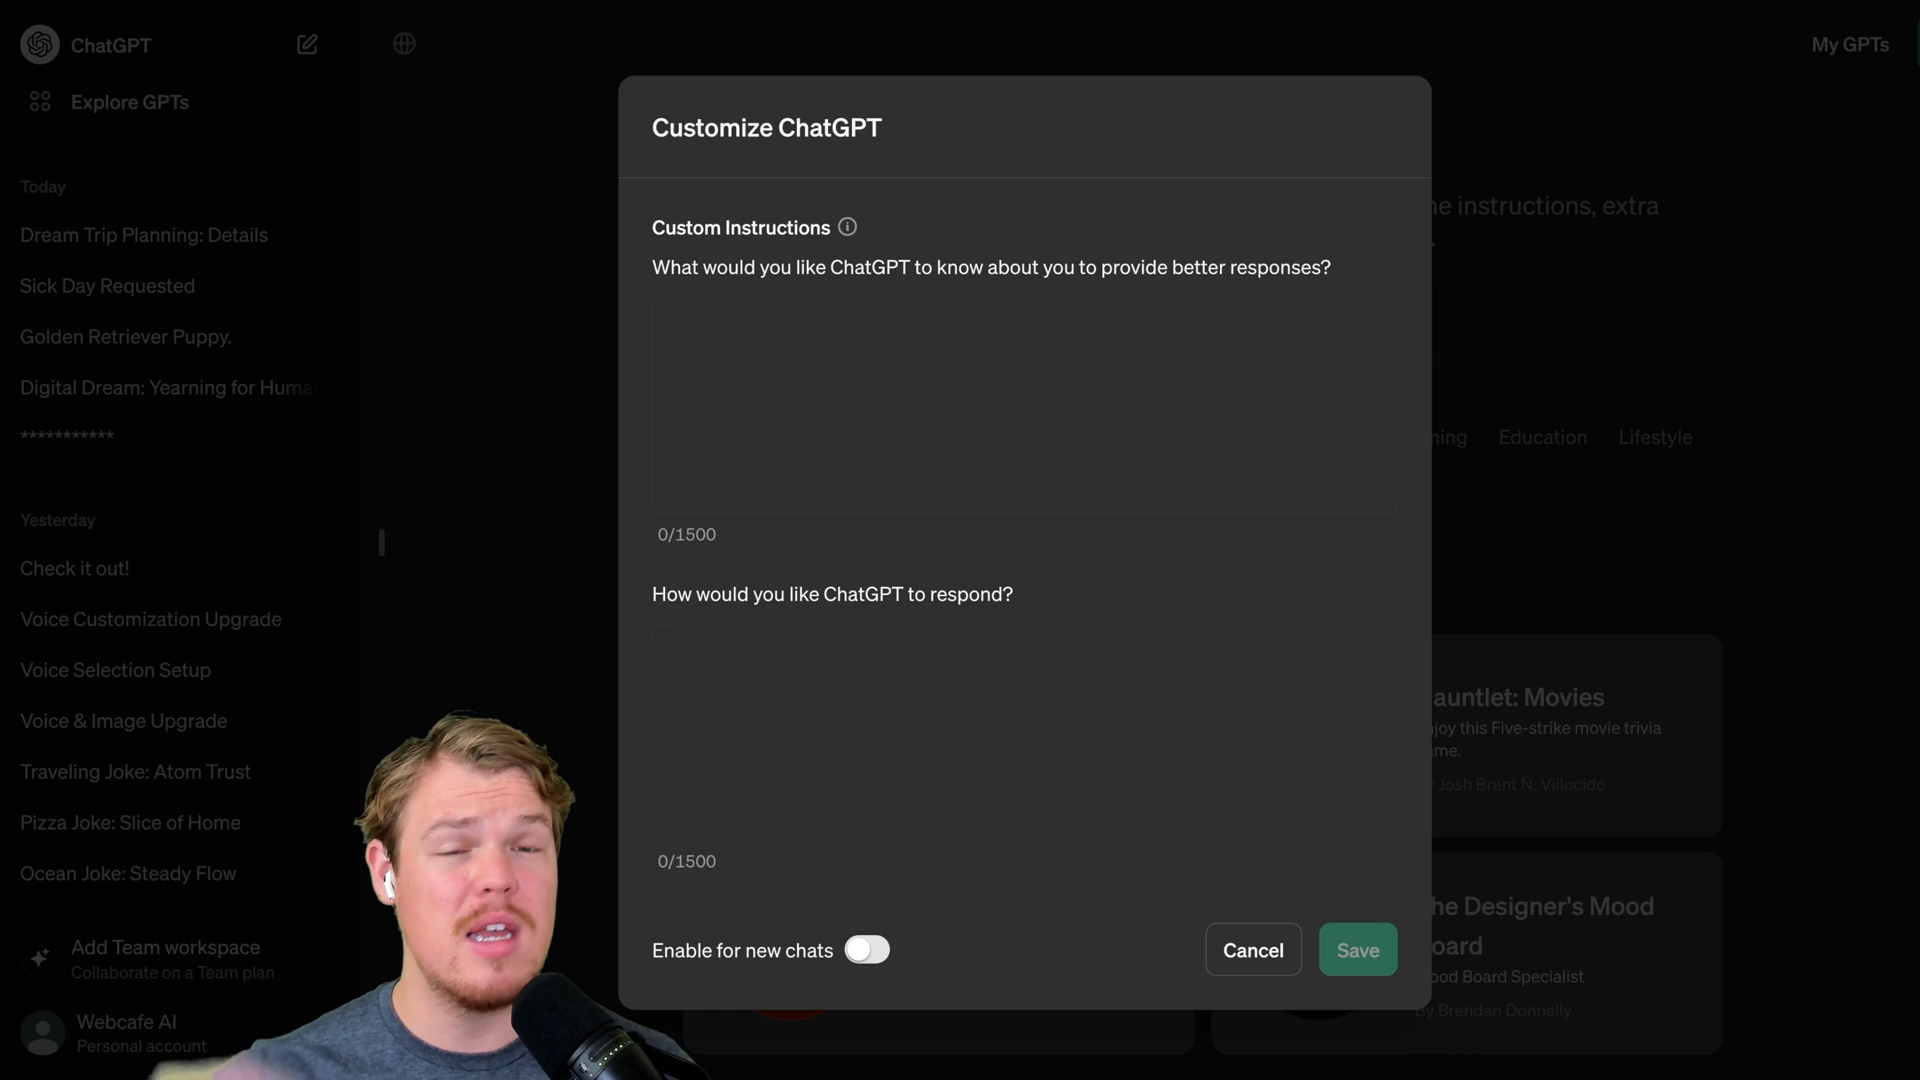 ChatGPT
My GPTs
Explore GPTs
Customize ChatGPT
Today
Dream Trip Planning: Details
Sick Day Requested
Golden Retriever Puppy.
Digital Dream: Yearning for Huma
***********
Yesterday
Check it out!
Voice Customization Upgrade
Voice Selection Setup
Voice & Image Upgrade
Traveling Joke: Atom Trust
Pizza Joke: Slice of Home
Ocean Joke: Steady Flow
Add Team workspace
Collaborate on a Team plan
Webcafe AI
Personal account
Custom Instructions
What would you like ChatGPT to know about you to provide better responses?
0/1500
How would you like ChatGPT to respond?
0/1500
Enable for new chats
Cancel
Save
instructions, extra
Education
Lifestyle
auntlet: Movies
joy this Five-strike movie trivia
Josh Brent N. Villocido
he Designer's Mood
oard
ood Board Specialist
By Brendan Donnelly